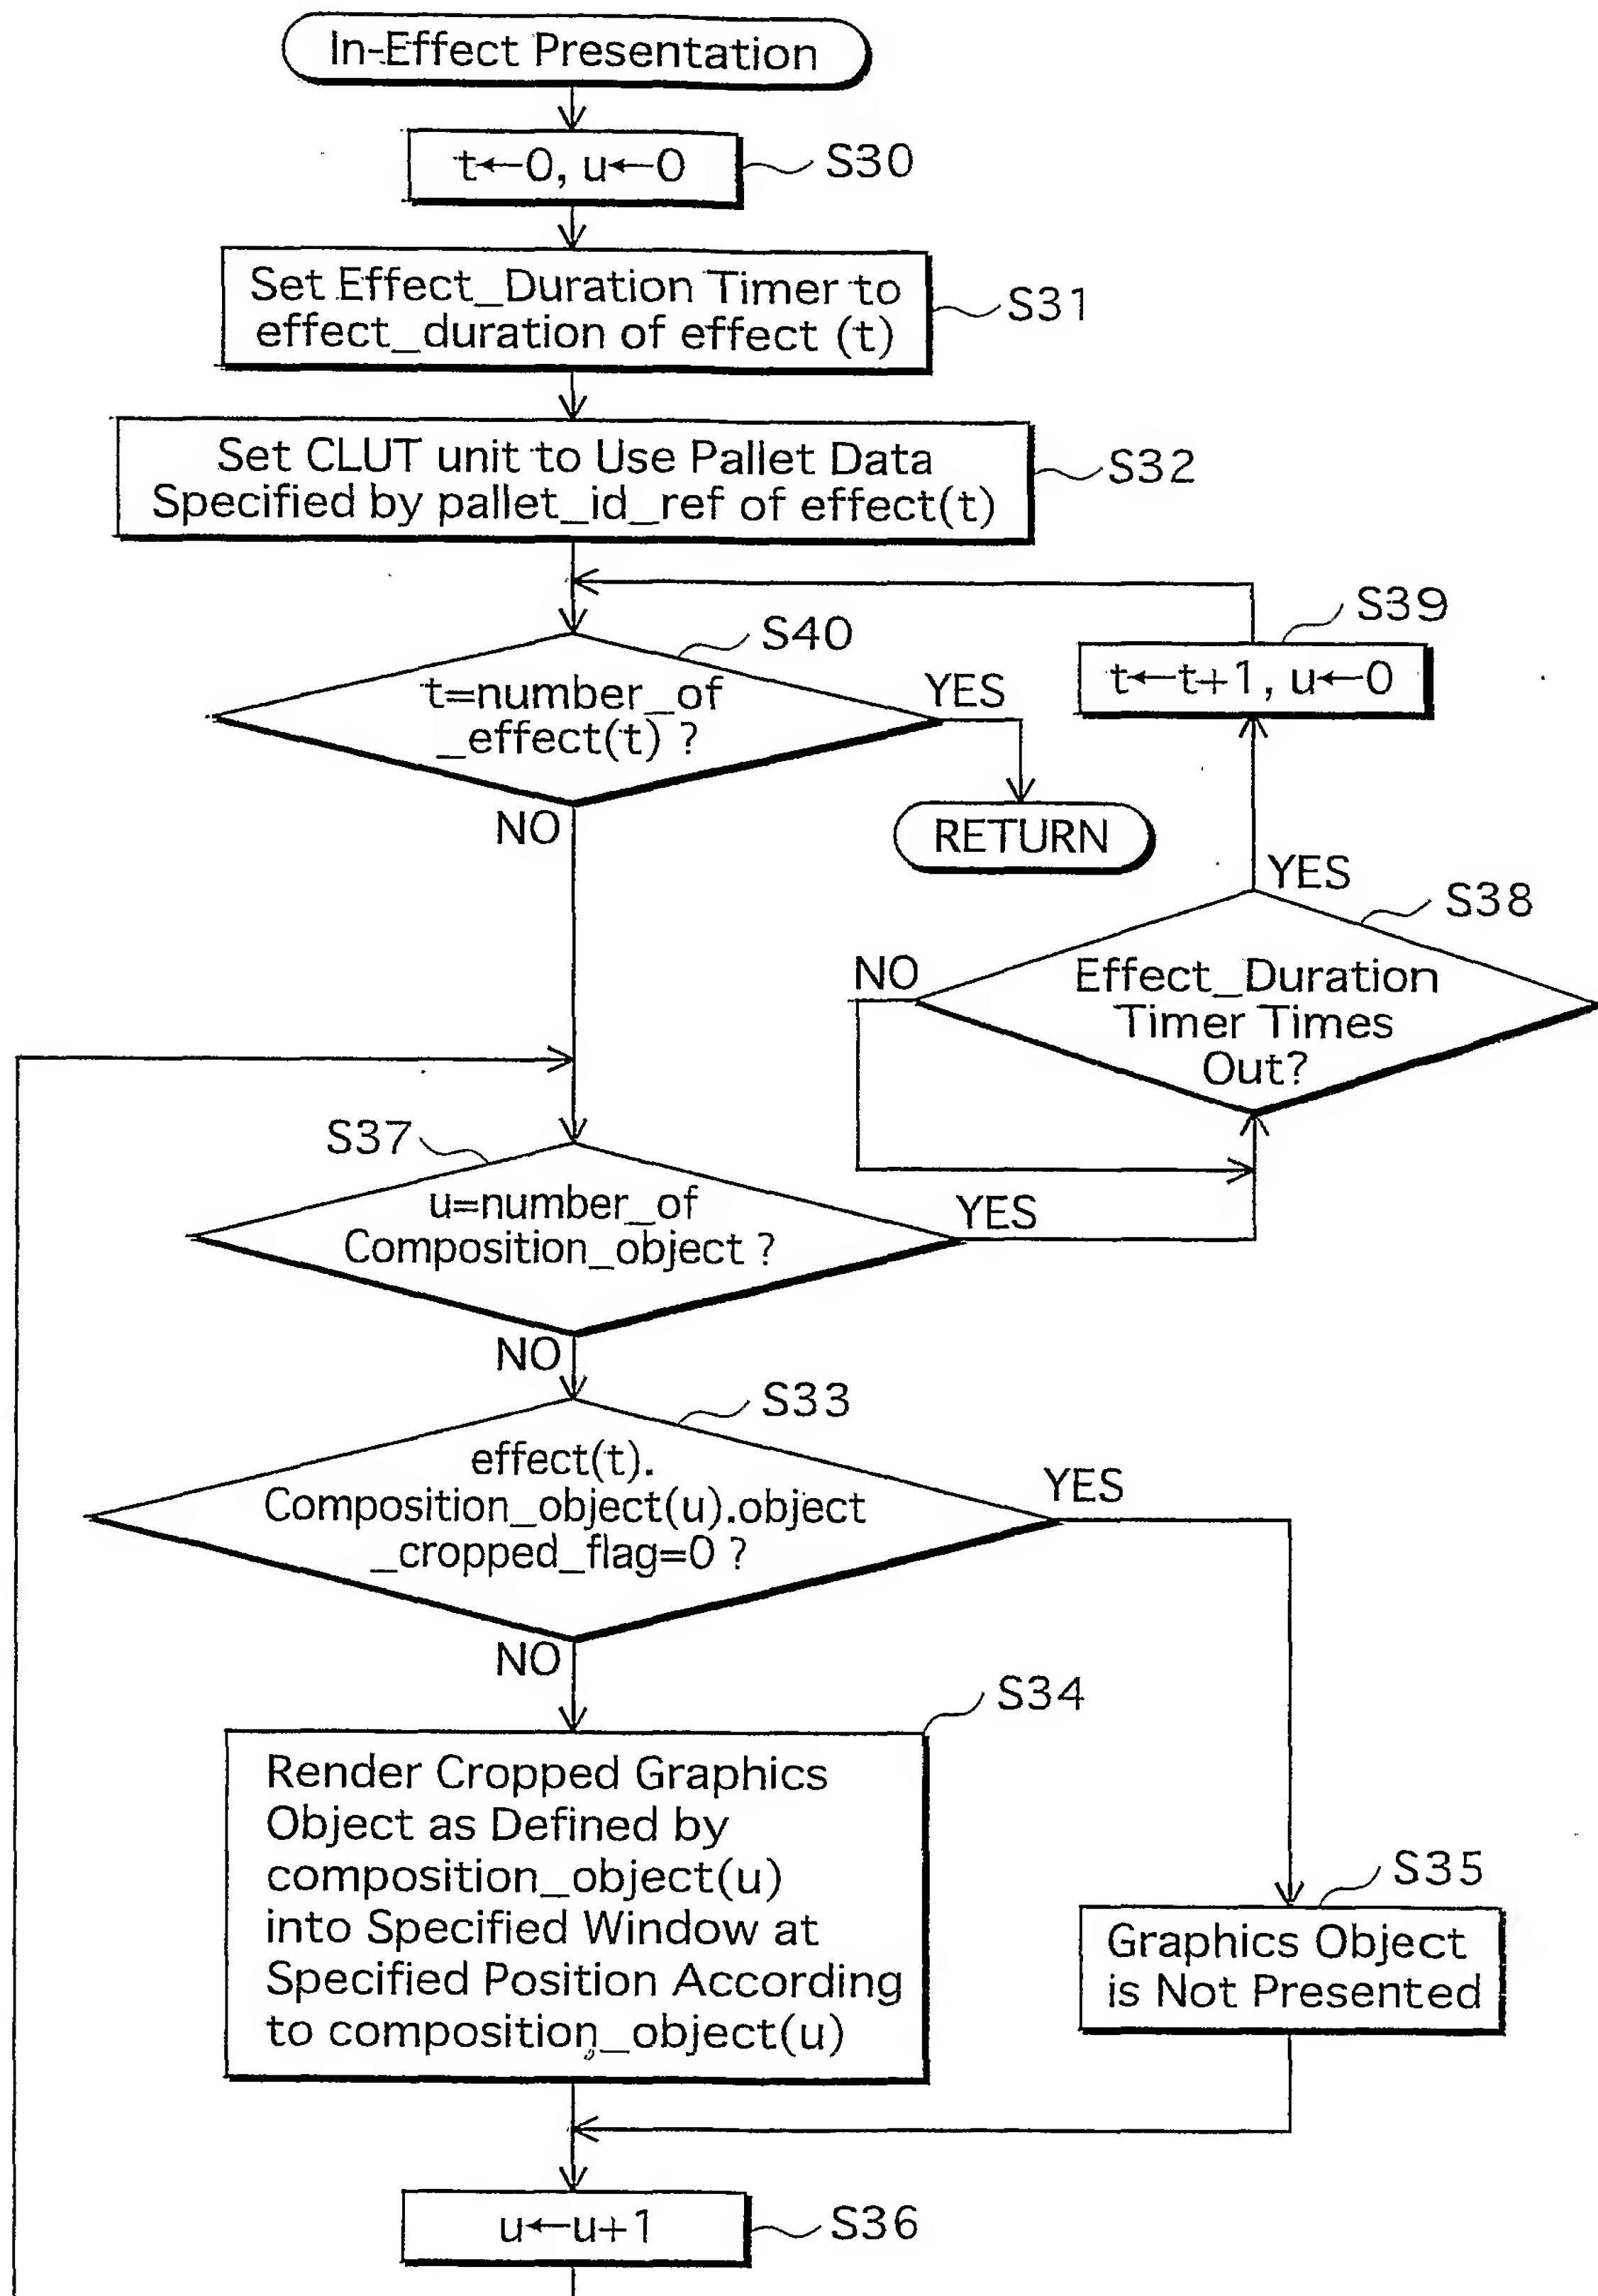 In-Effect Presentation
t←0, u←0
S30
Set Effect_Duration Timer to
effect_duration of effect (t)
S31
Set CLUT unit to Use Pallet Data
Specified by pallet_id_ref of effect(t)
S32
S40
t=number_of
_effect(t) ?
YES
NO
RETURN
S39
t←t+1, u←0
YES
S38
NO
Effect_Duration
Timer Times
Out?
S37
u=number_of
Composition_object ?
YES
NO
S33
effect(t).
Composition_object(u).object
_cropped_flag=0 ?
YES
NO
S34
Render Cropped Graphics
Object as Defined by
composition_object(u)
into Specified Window at
Specified Position According
to composition_object(u)
S35
Graphics Object
is Not Presented
u←u+1
S36